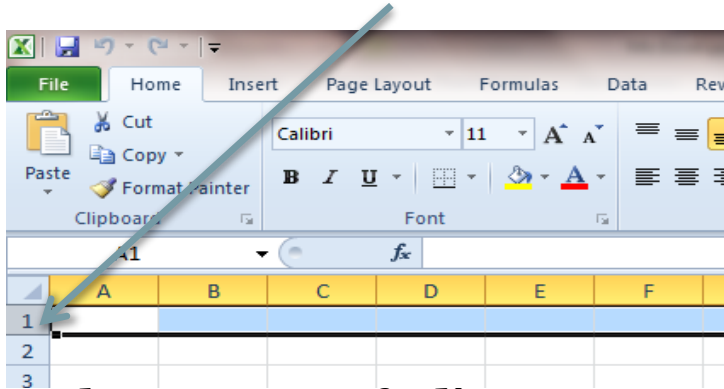 File Home Insert Page Layout Formulas Data Rev
Cut
Calibri 11 A A
Copy
Paste
B I U A
Format Painter
Clipboard Font
A1 fx
A B C D E F
1
2
3